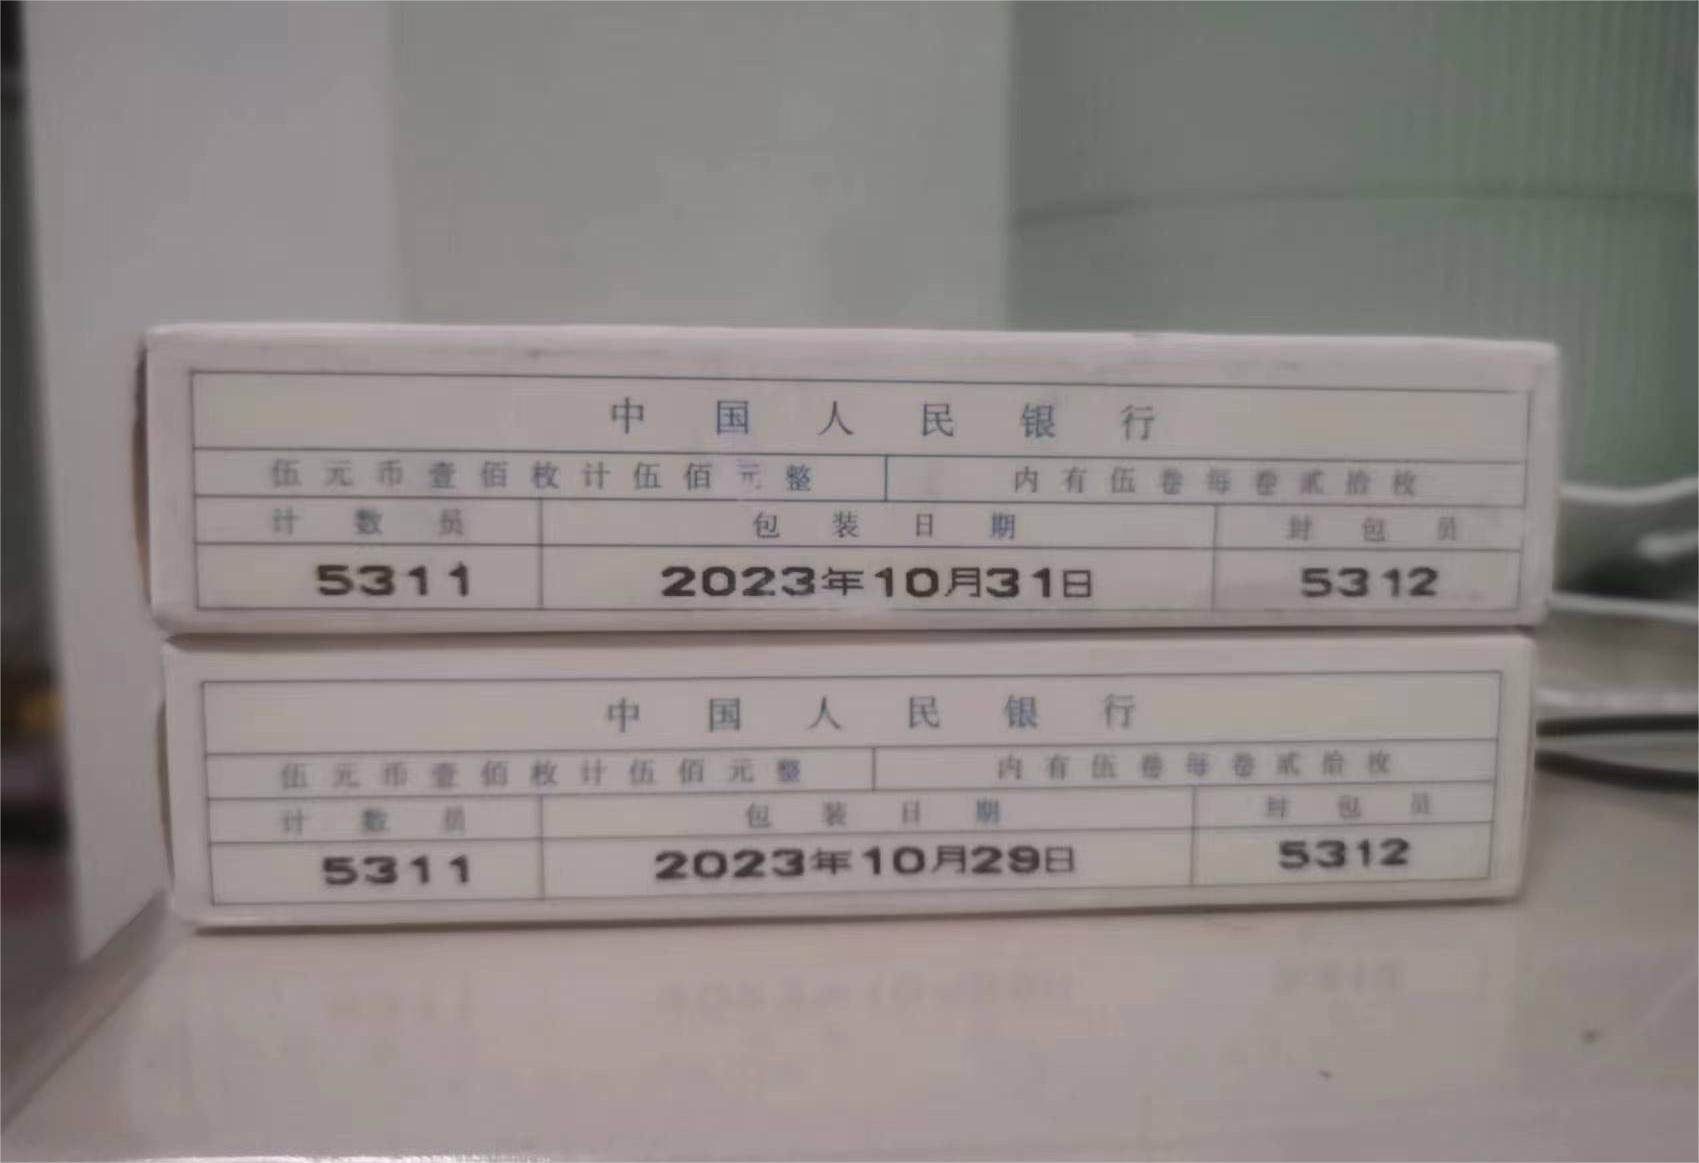 中国人民银行
伍元币壹佰枚计伍佰元整 内有伍卷每卷贰拾枚
计数员 包装日期 封包员
5311 2023年10月31日 5312
中国人民银行
伍元币壹佰枚计伍佰元整 内有伍卷每卷贰拾枚
计数员 包装日期 封包员
5311 2023年10月29日 5312